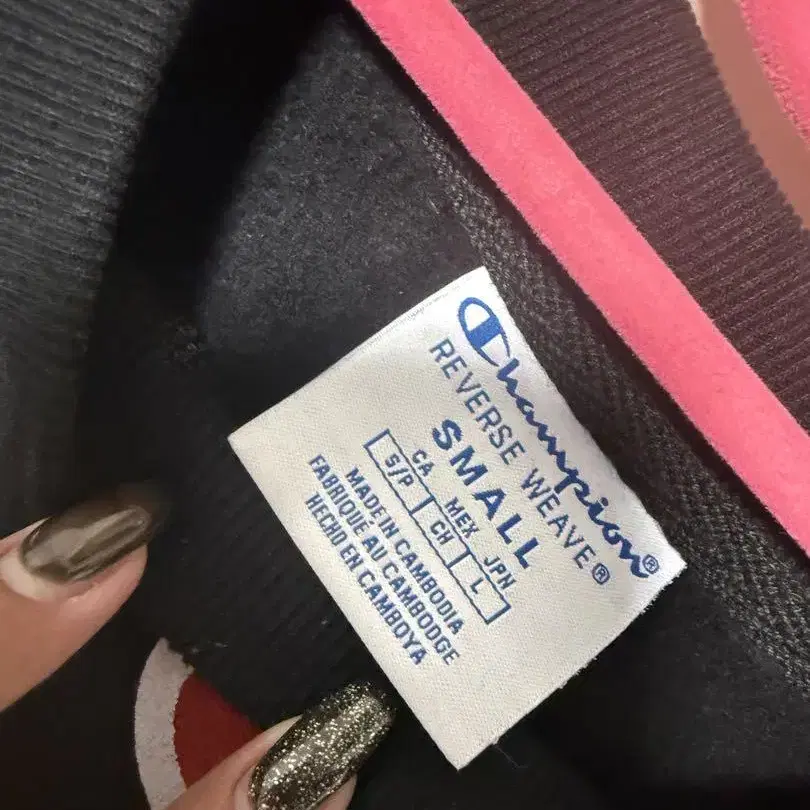 Champion®
REVERSE WEAVE®
SMALL
CA MEX JPN
S/P CH L
MADE IN CAMBODIA
FABRIQUÉ AU CAMBODGE
HECHO EN CAMBOYA